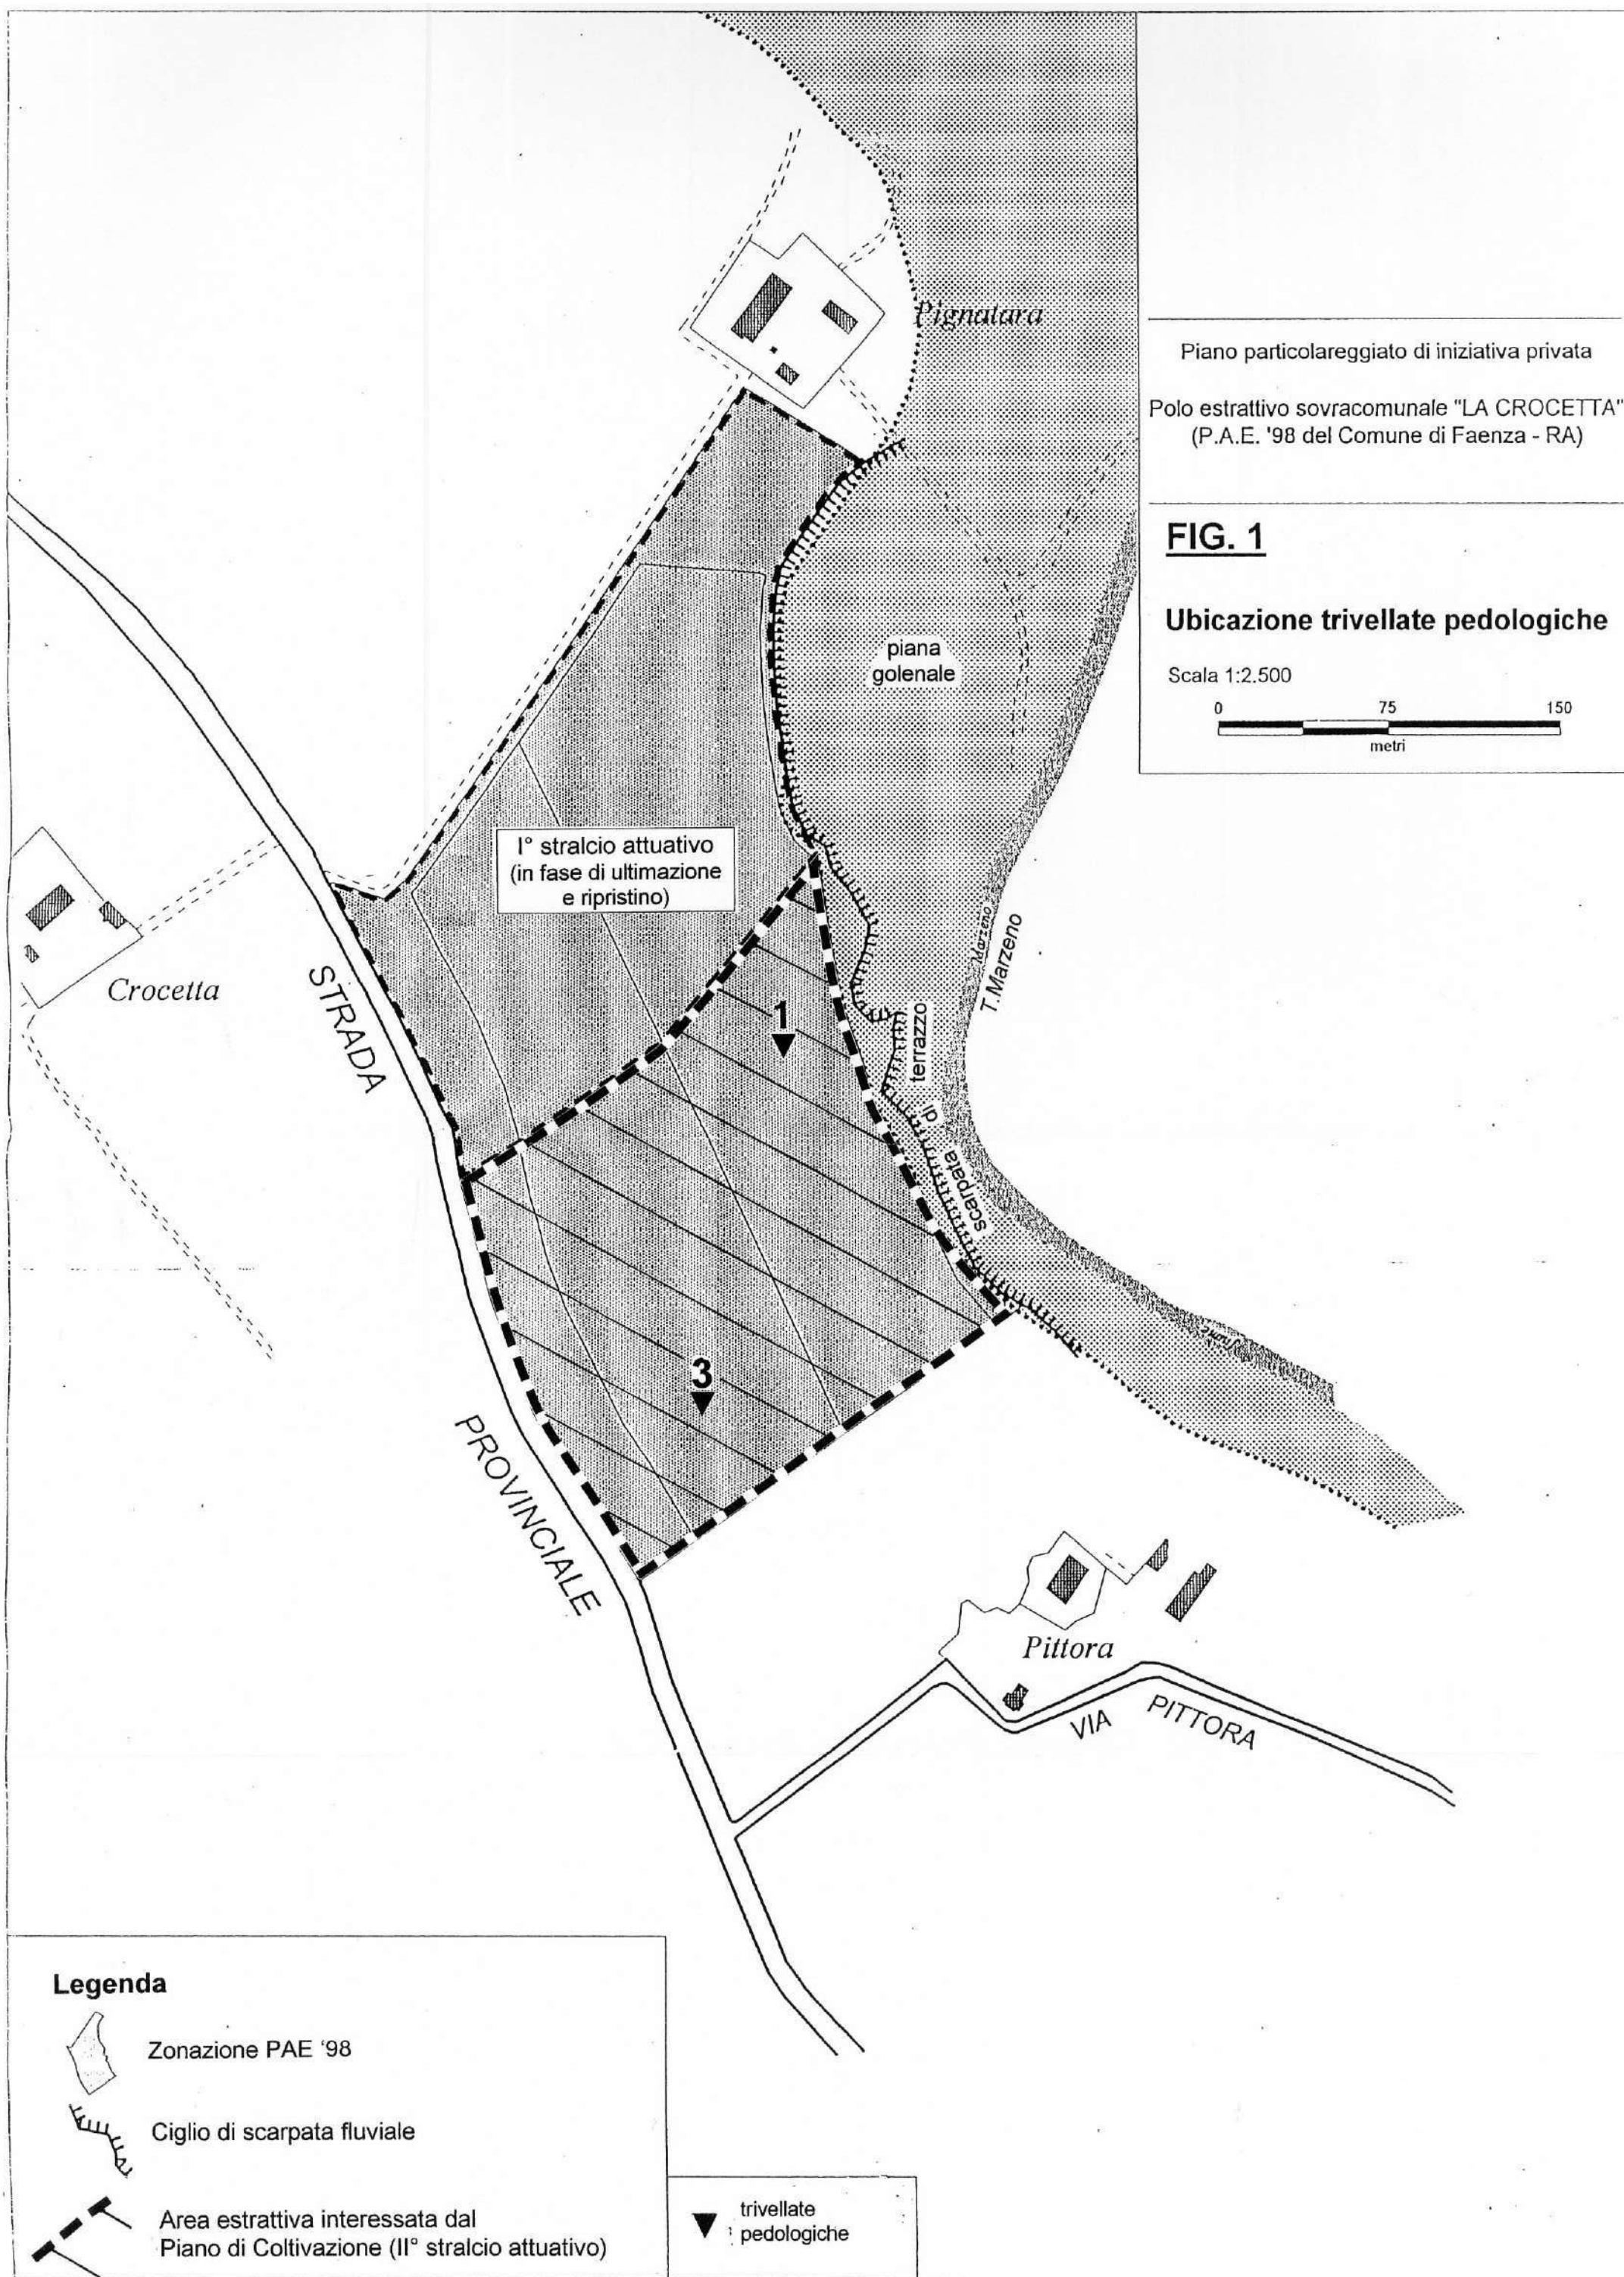 Pignatara
Piano particolareggiato di iniziativa privata
Polo estrattivo sovracomunale "LA CROCETTA"
(P.A.E. '98 del Comune di Faenza - RA)
FIG. 1
Ubicazione trivellate pedologiche
Scala 1:2.500
0 75 150
metri
piana
golenale
I° stralcio attuativo
(in fase di ultimazione
e ripristino)
Crocetta
STRADA
PROVINCIALE
Marzeno
T.Marzeno
1
scarpata di terrazzo
fiume
3
Pittora
VIA PITTORA
Legenda
Zonazione PAE '98
Ciglio di scarpata fluviale
Area estrattiva interessata dal
Piano di Coltivazione (II° stralcio attuativo)
trivellate
pedologiche